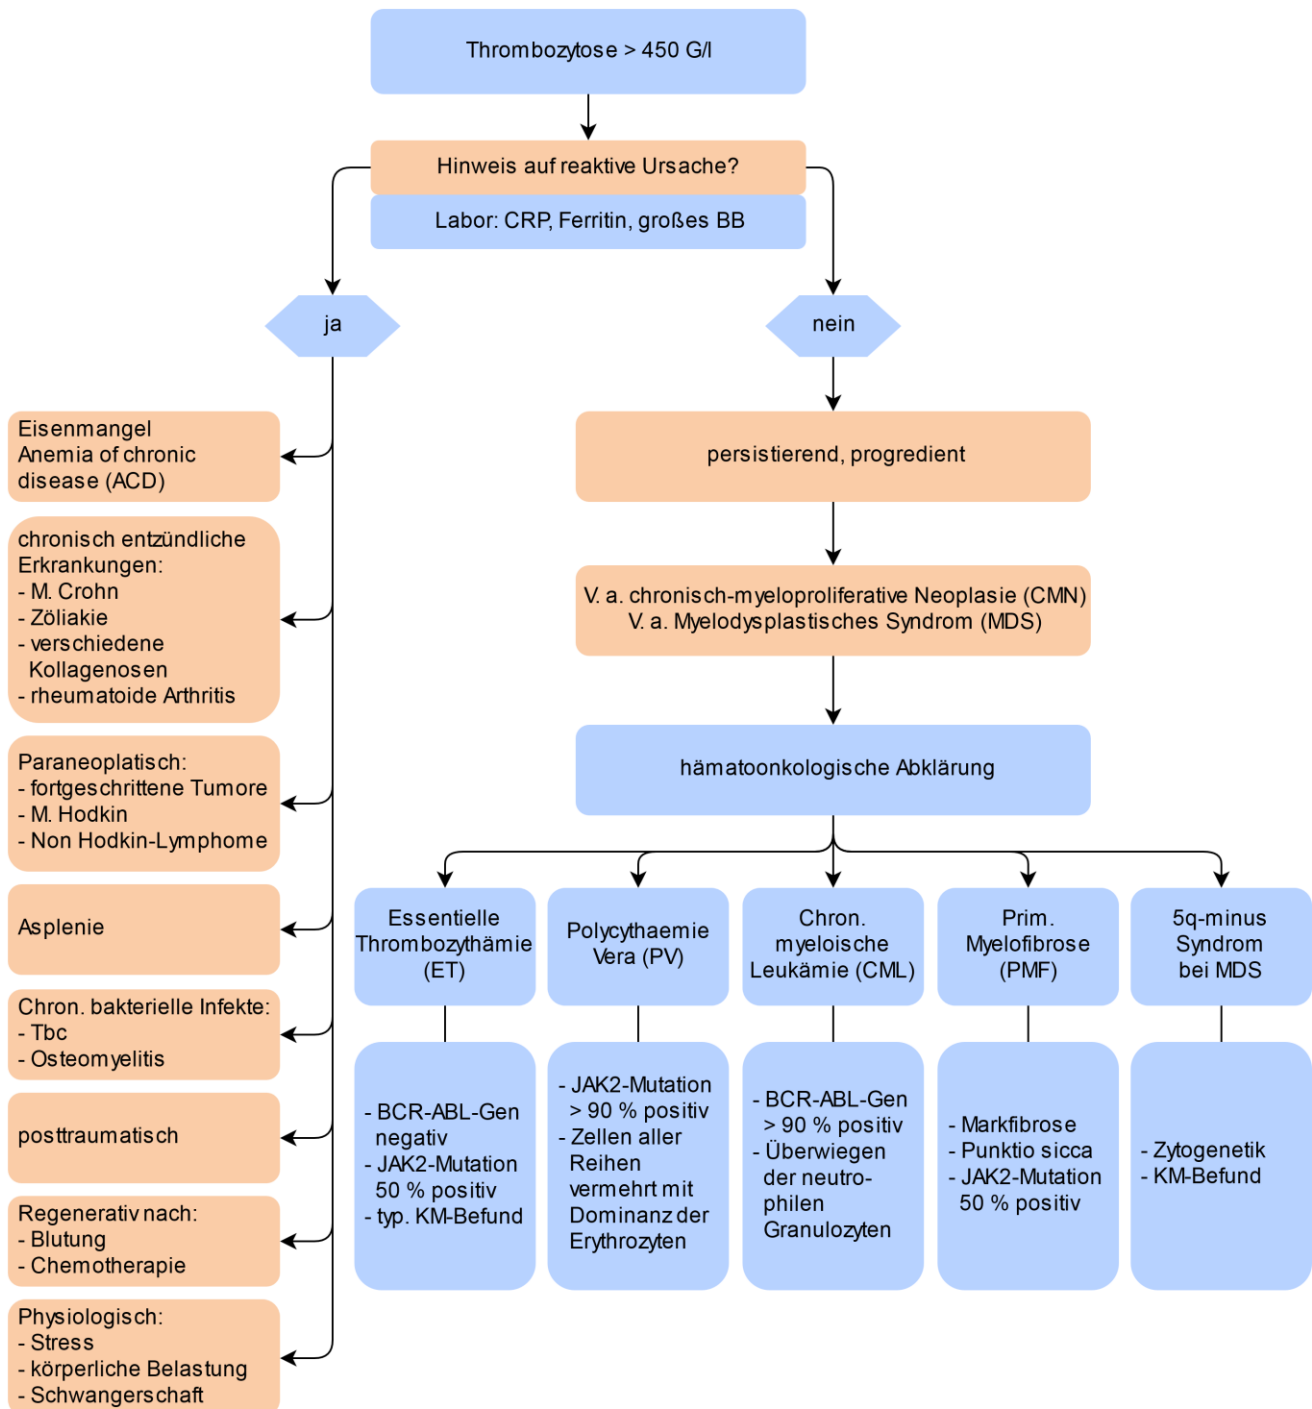 Thrombozytose > 450 G/l
Hinweis auf reaktive Ursache?
Labor: CRP, Ferritin, großes BB
ja
nein
Eisenmangel
Anemia of chronic
disease (ACD)
chronisch entzündliche
Erkrankungen:
- M. Crohn
- Zöliakie
- verschiedene
Kollagenosen
- rheumatoide Arthritis
Paraneoplatisch:
- fortgeschrittene Tumore
- M. Hodkin
- Non Hodkin-Lymphome
Asplenie
Chron. bakterielle Infekte:
- Tbc
- Osteomyelitis
posttraumatisch
Regenerativ nach:
- Blutung
- Chemotherapie
Physiologisch:
- Stress
- körperliche Belastung
- Schwangerschaft
persistierend, progredient
V. a. chronisch-myeloproliferative Neoplasie (CMN)
V. a. Myelodysplastisches Syndrom (MDS)
hämatoonkologische Abklärung
Essentielle
Thrombozythämie
(ET)
Polycythaemie
Vera (PV)
Chron.
myeloische
Leukämie (CML)
Prim.
Myelofibrose
(PMF)
5q-minus
Syndrom
bei MDS
- BCR-ABL-Gen
negativ
- JAK2-Mutation
50 % positiv
- typ. KM-Befund
- JAK2-Mutation
> 90 % positiv
- Zellen aller
Reihen
vermehrt mit
Dominanz der
Erythrozyten
- BCR-ABL-Gen
> 90 % positiv
- Überwiegen
der neutro-
philen
Granulozyten
- Markfibrose
- Punktio sicca
- JAK2-Mutation
50 % positiv
- Zytogenetik
- KM-Befund